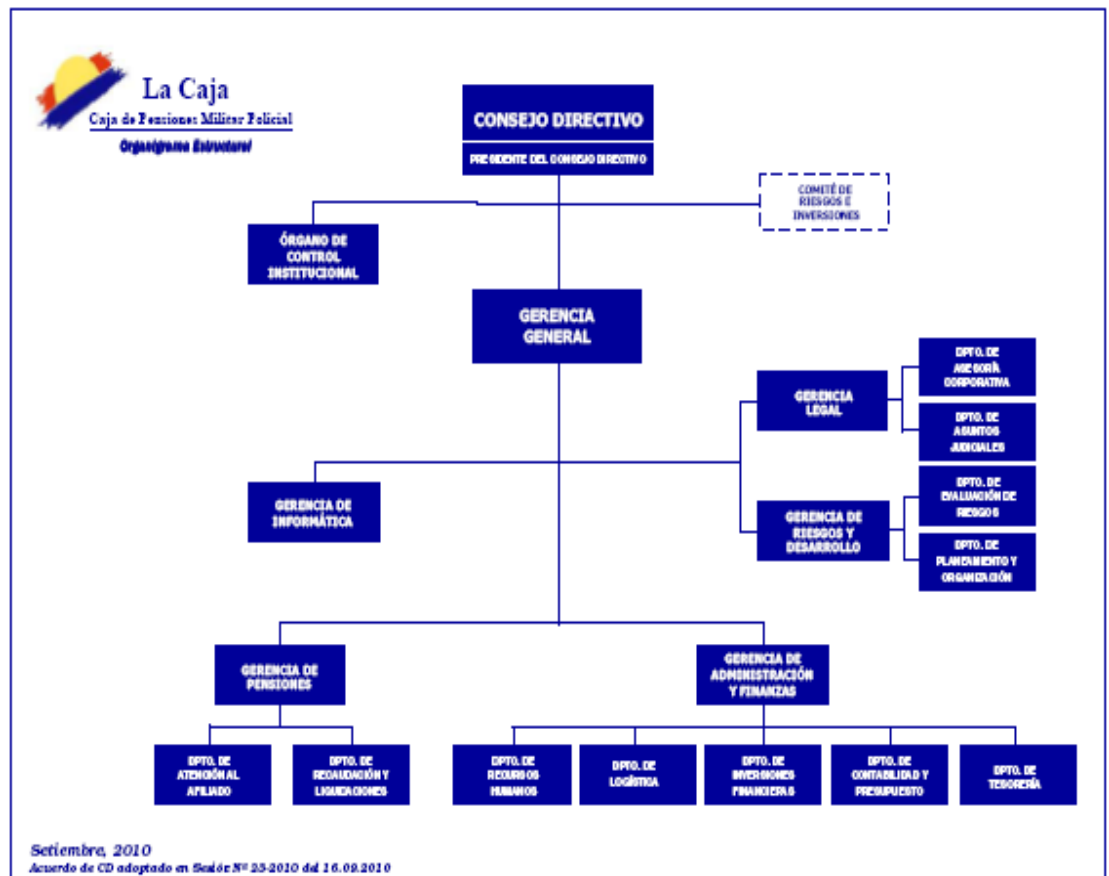 La Caja
Caja de Pensiones Militar Policial
Organigrama Estructural
CONSEJO DIRECTIVO
PRESIDENTE DEL CONSEJO DIRECTIVO
COMITÉ DE
RIESGOS E
INVERSIONES
ÓRGANO DE
CONTROL
INSTITUCIONAL
GERENCIA
GENERAL
GERENCIA
LEGAL
DPTO. DE
ASESORÍA
CORPORATIVA
DPTO. DE
ASUNTOS
JUDICIALES
GERENCIA DE
INFORMÁTICA
GERENCIA DE
RIESGOS Y
DESARROLLO
DPTO. DE
EVALUACIÓN DE
RIESGOS
DPTO. DE
PLANEAMIENTO Y
ORGANIZACIÓN
GERENCIA DE
PENSIONES
GERENCIA DE
ADMINISTRACIÓN
Y FINANZAS
DPTO. DE
ATENCIÓN AL
AFILIADO
DPTO. DE
RECAUDACIÓN Y
LIQUIDACIONES
DPTO. DE
RECURSOS
HUMANOS
DPTO. DE
LOGÍSTICA
DPTO. DE
INVERSIONES
FINANCIERAS
DPTO. DE
CONTABILIDAD Y
PRESUPUESTO
DPTO. DE
TESORERÍA
Setiembre, 2010
Acuerdo de CD adoptado en Sesión Nº 25-2010 del 16.09.2010